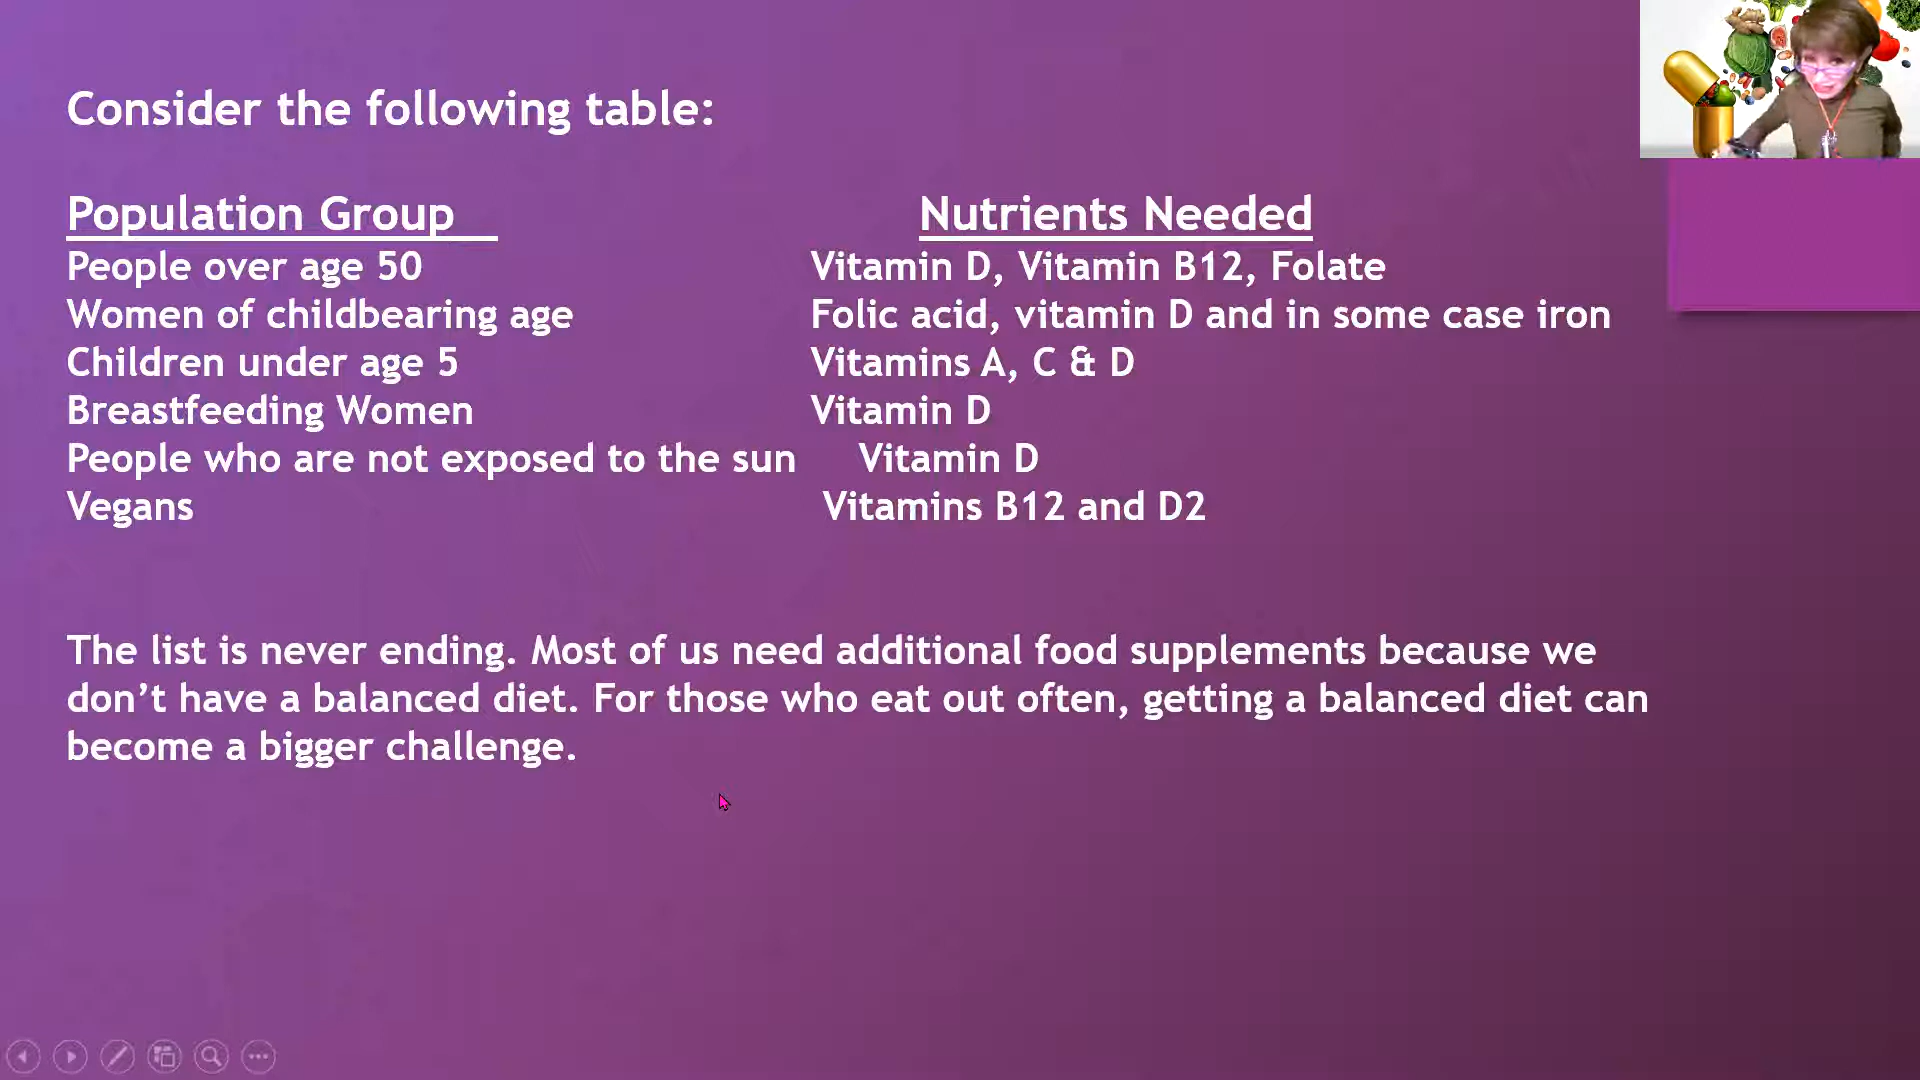 Consider the following table:
Population Group Nutrients Needed
People over age 50 Vitamin D, Vitamin B12, Folate
Women of childbearing age Folic acid, vitamin D and in some case iron
Children under age 5 Vitamins A, C & D
Breastfeeding Women Vitamin D
People who are not exposed to the sun Vitamin D
Vegans Vitamins B12 and D2
The list is never ending. Most of us need additional food supplements because we
don’t have a balanced diet. For those who eat out often, getting a balanced diet can
become a bigger challenge.